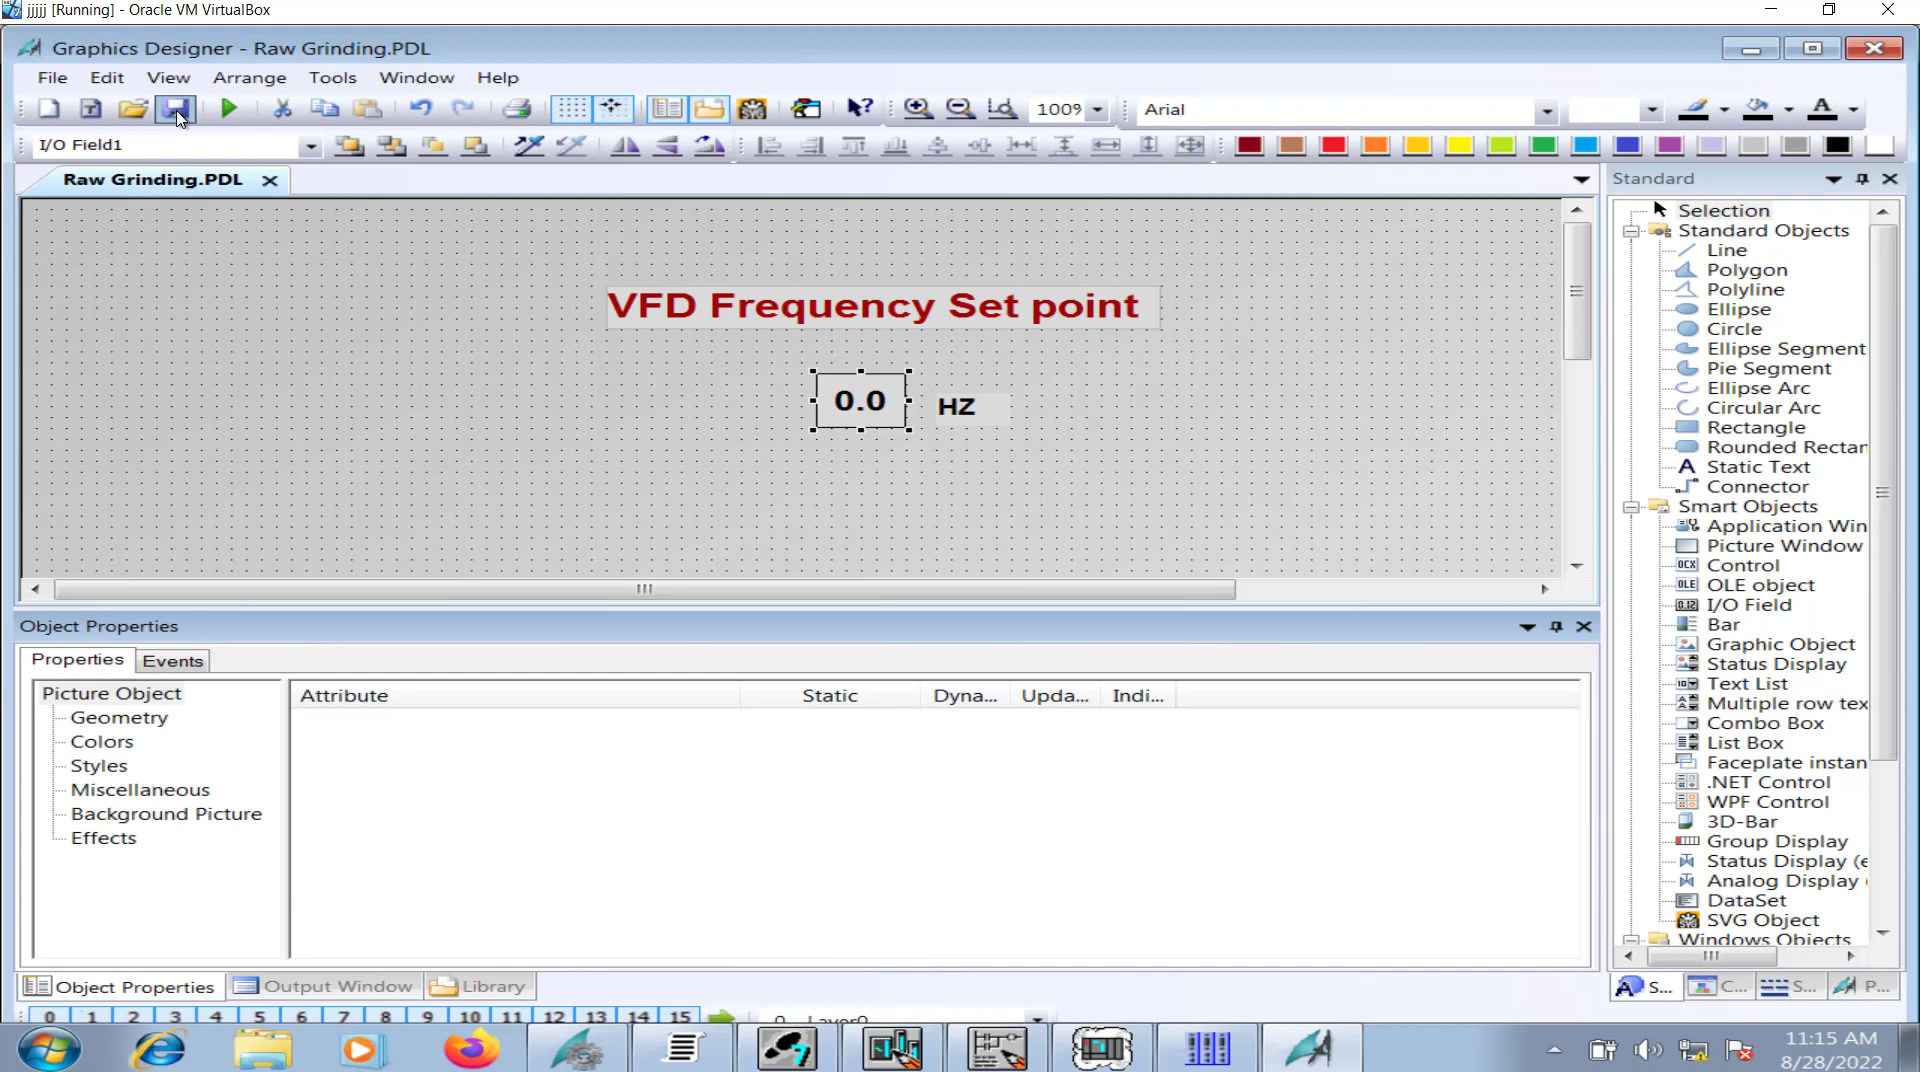 jjjjj [Running] - Oracle VM VirtualBox
Graphics Designer - Raw Grinding.PDL
File Edit View Arrange Tools Window Help
100% Arial
I/O Field1
Raw Grinding.PDL
Standard
VFD Frequency Set point
0.0 HZ
Selection
Standard Objects
Line
Polygon
Polyline
Ellipse
Circle
Ellipse Segment
Pie Segment
Ellipse Arc
Circular Arc
Rectangle
Rounded Rectar
Static Text
Connector
Smart Objects
Application Win
Picture Window
Control
OLE object
I/O Field
Bar
Graphic Object
Status Display
Text List
Multiple row tex
Combo Box
List Box
Faceplate instan
.NET Control
WPF Control
3D-Bar
Group Display
Status Display (e
Analog Display (
DataSet
SVG Object
Windows Objects
S... C... S... P...
Object Properties
Properties Events
Picture Object
Geometry
Colors
Styles
Miscellaneous
Background Picture
Effects
Attribute Static Dyna... Upda... Indi...
Object Properties Output Window Library
0 1 2 3 4 5 6 7 8 9 10 11 12 13 14 15 0 - Layer0
11:15 AM
8/28/2022